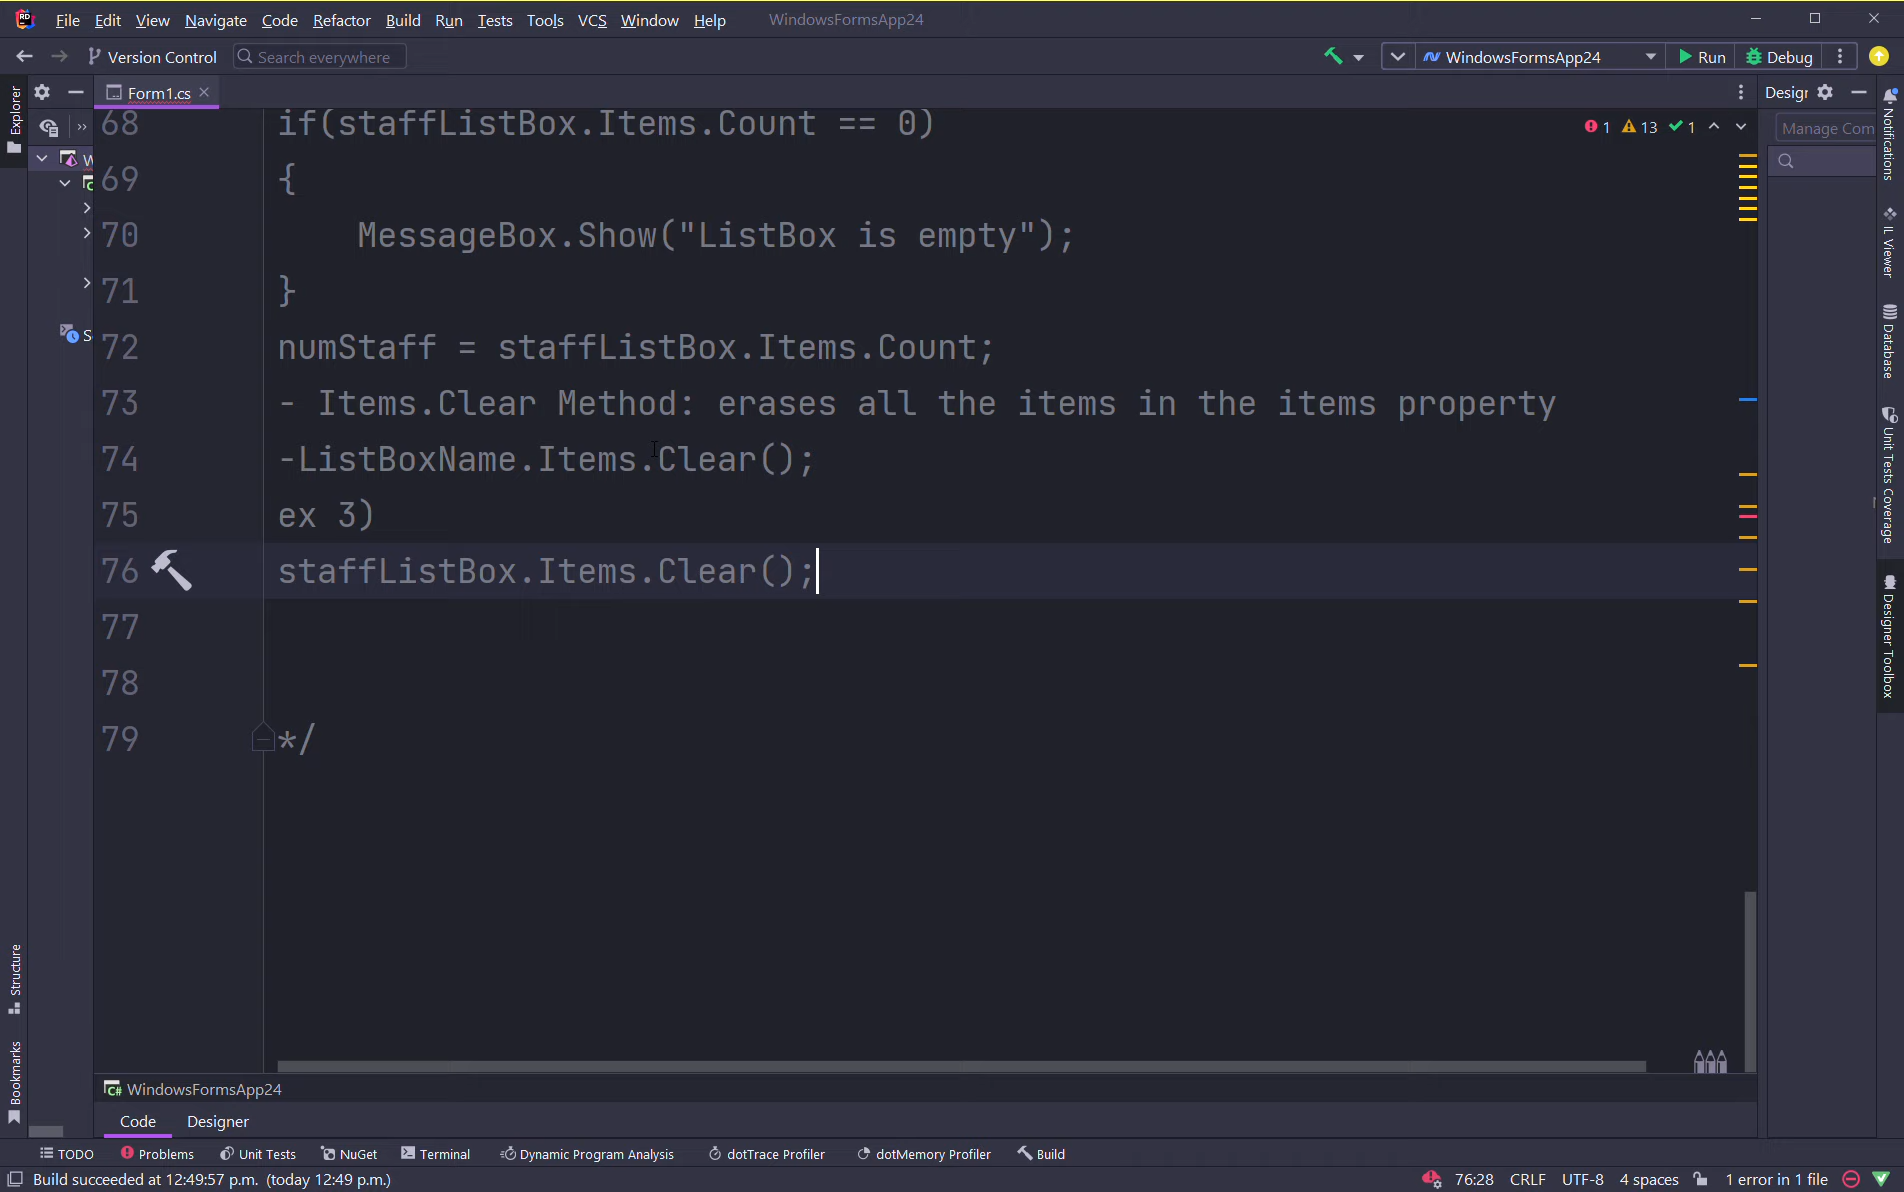 File Edit View Navigate Code Refactor Build Run Tests Tools VCS Window Help WindowsFormsApp24
Version Control Search everywhere WindowsFormsApp24 Run Debug
Explorer
Form1.cs
Design
Notifications
Manage Com
1 13 1
68 if(staffListBox.Items.Count == 0)
69 {
70 MessageBox.Show("ListBox is empty");
71 }
72 numStaff = staffListBox.Items.Count;
73 - Items.Clear Method: erases all the items in the items property
74 -ListBoxName.Items.Clear();
75 ex 3)
76 staffListBox.Items.Clear();
77
78
79 */
IL Viewer
Database
Unit Tests Coverage
Designer Toolbox
Structure
Bookmarks
C# WindowsFormsApp24
Code Designer
TODO Problems Unit Tests NuGet Terminal Dynamic Program Analysis dotTrace Profiler dotMemory Profiler Build
Build succeeded at 12:49:57 p.m. (today 12:49 p.m.) 76:28 CRLF UTF-8 4 spaces 1 error in 1 file